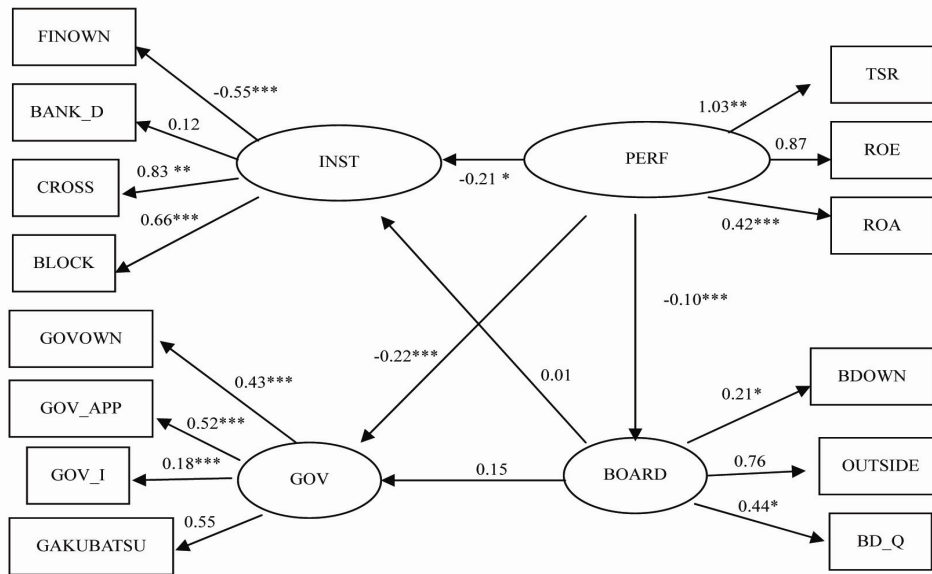 FINOWN
-0.55***
BANK_D
0.12
CROSS
0.83 **
BLOCK
0.66***
INST
-0.21 *
PERF
1.03**
TSR
0.87
ROE
0.42***
ROA
-0.10***
-0.22***
0.01
GOVOWN
0.43***
GOV_APP
0.52***
GOV_I
0.18***
GAKUBATSU
0.55
GOV
0.15
BOARD
0.21*
BDOWN
0.76
OUTSIDE
0.44*
BD_Q